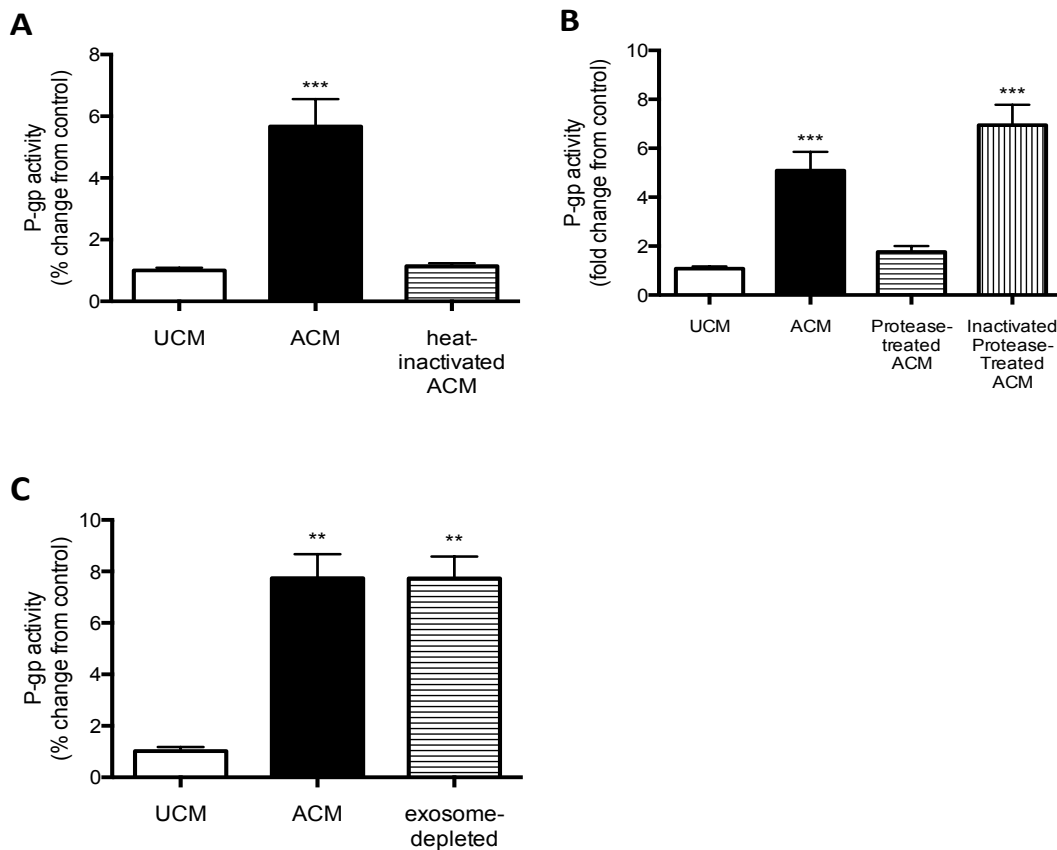 A
P-gp activity
(% change from control)
8
6
4
2
0
***
UCM
ACM
heat-
inactivated
ACM
B
P-gp activity
(fold change from control)
10
8
6
4
2
0
***
***
UCM
ACM
Protease-
treated
ACM
Inactivated
Protease-
Treated
ACM
C
P-gp activity
(% change from control)
10
8
6
4
2
0
**
**
UCM
ACM
exosome-
depleted